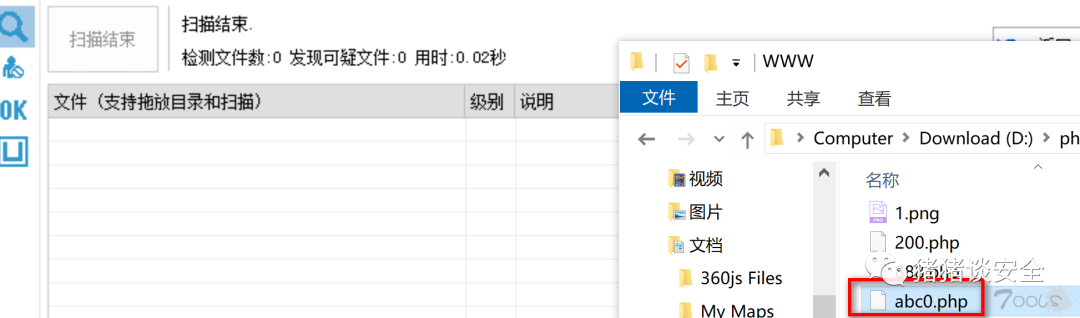 扫描结束
扫描结束.
检测文件数:0 发现可疑文件:0 用时:0.02秒
文件（支持拖放目录和扫描） 级别 说明
OK
WWW
文件 主页 共享 查看
Computer Download (D:) ph
视频
图片
文档
360js Files
My Maps
名称
1.png
200.php
abc0.php
猪猪谈安全
7OOLS